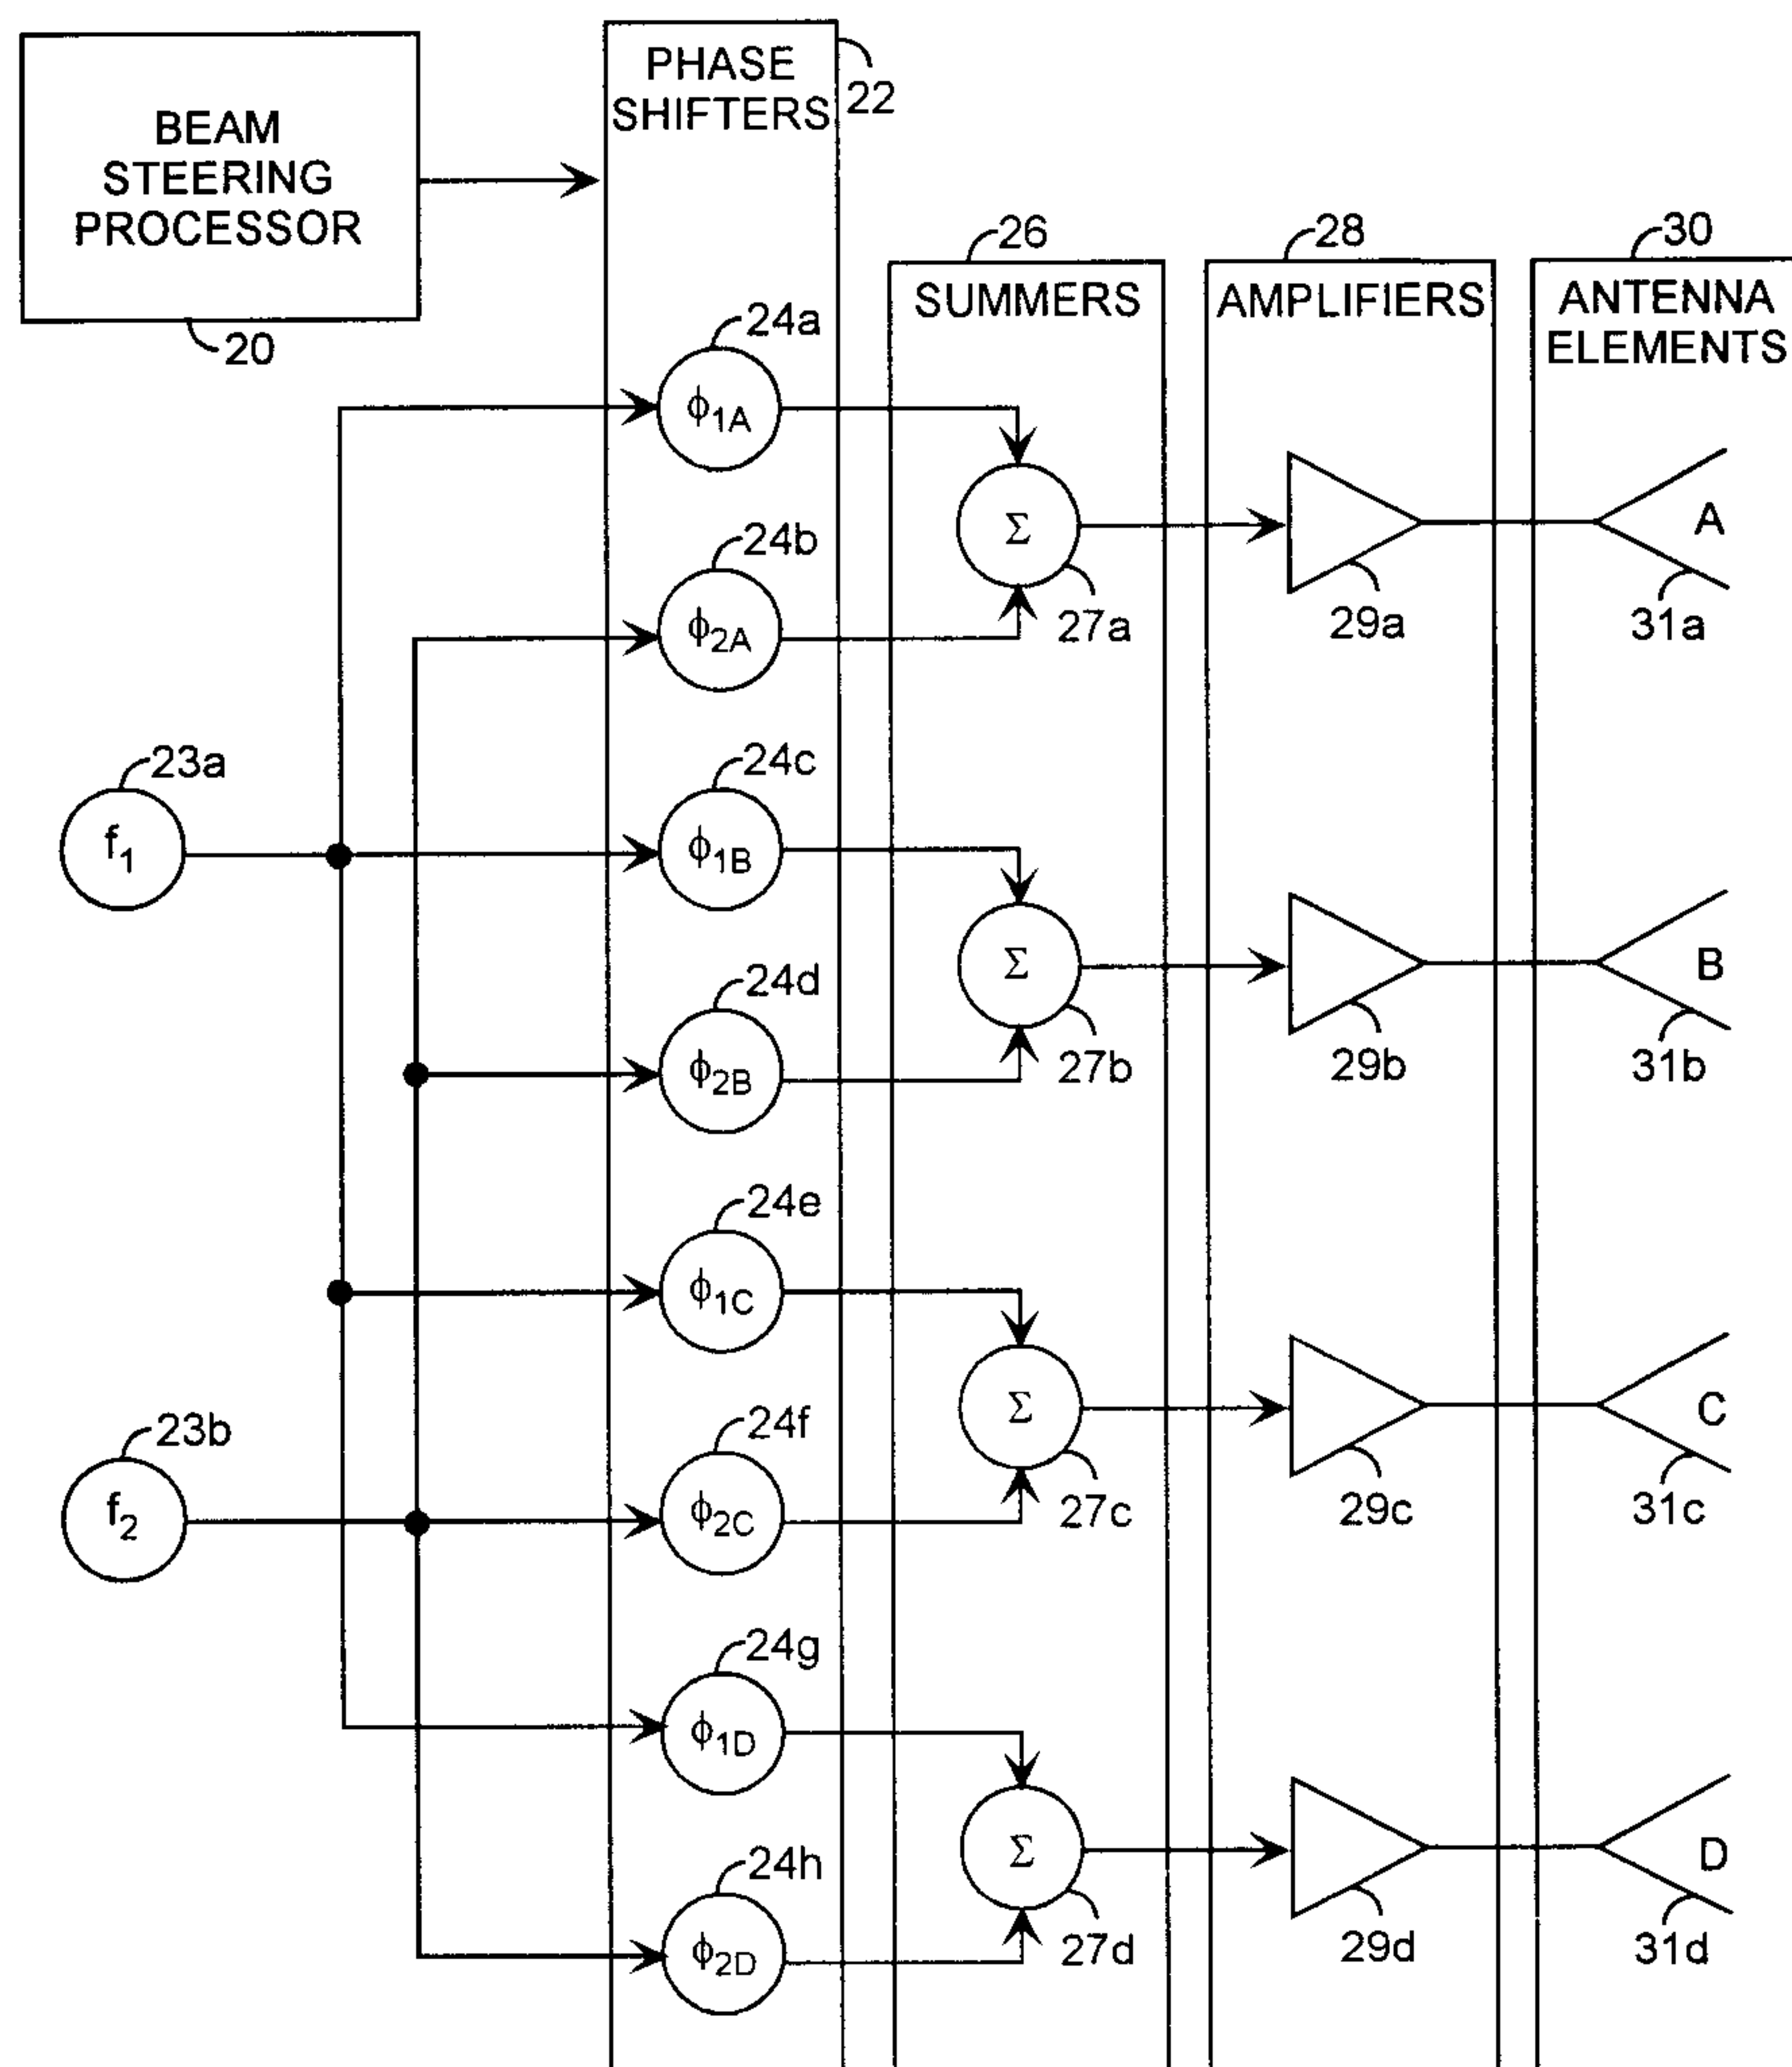 BEAM
STEERING
PROCESSOR
20
PHASE
SHIFTERS
22
26
SUMMERS
28
AMPLIFIERS
30
ANTENNA
ELEMENTS
24a
ϕ1A
24b
ϕ2A
Σ
27a
29a
A
31a
23a
f1
24c
ϕ1B
24d
ϕ2B
Σ
27b
29b
B
31b
24e
ϕ1C
23b
f2
24f
ϕ2C
Σ
27c
29c
C
31c
24g
ϕ1D
24h
ϕ2D
Σ
27d
29d
D
31d